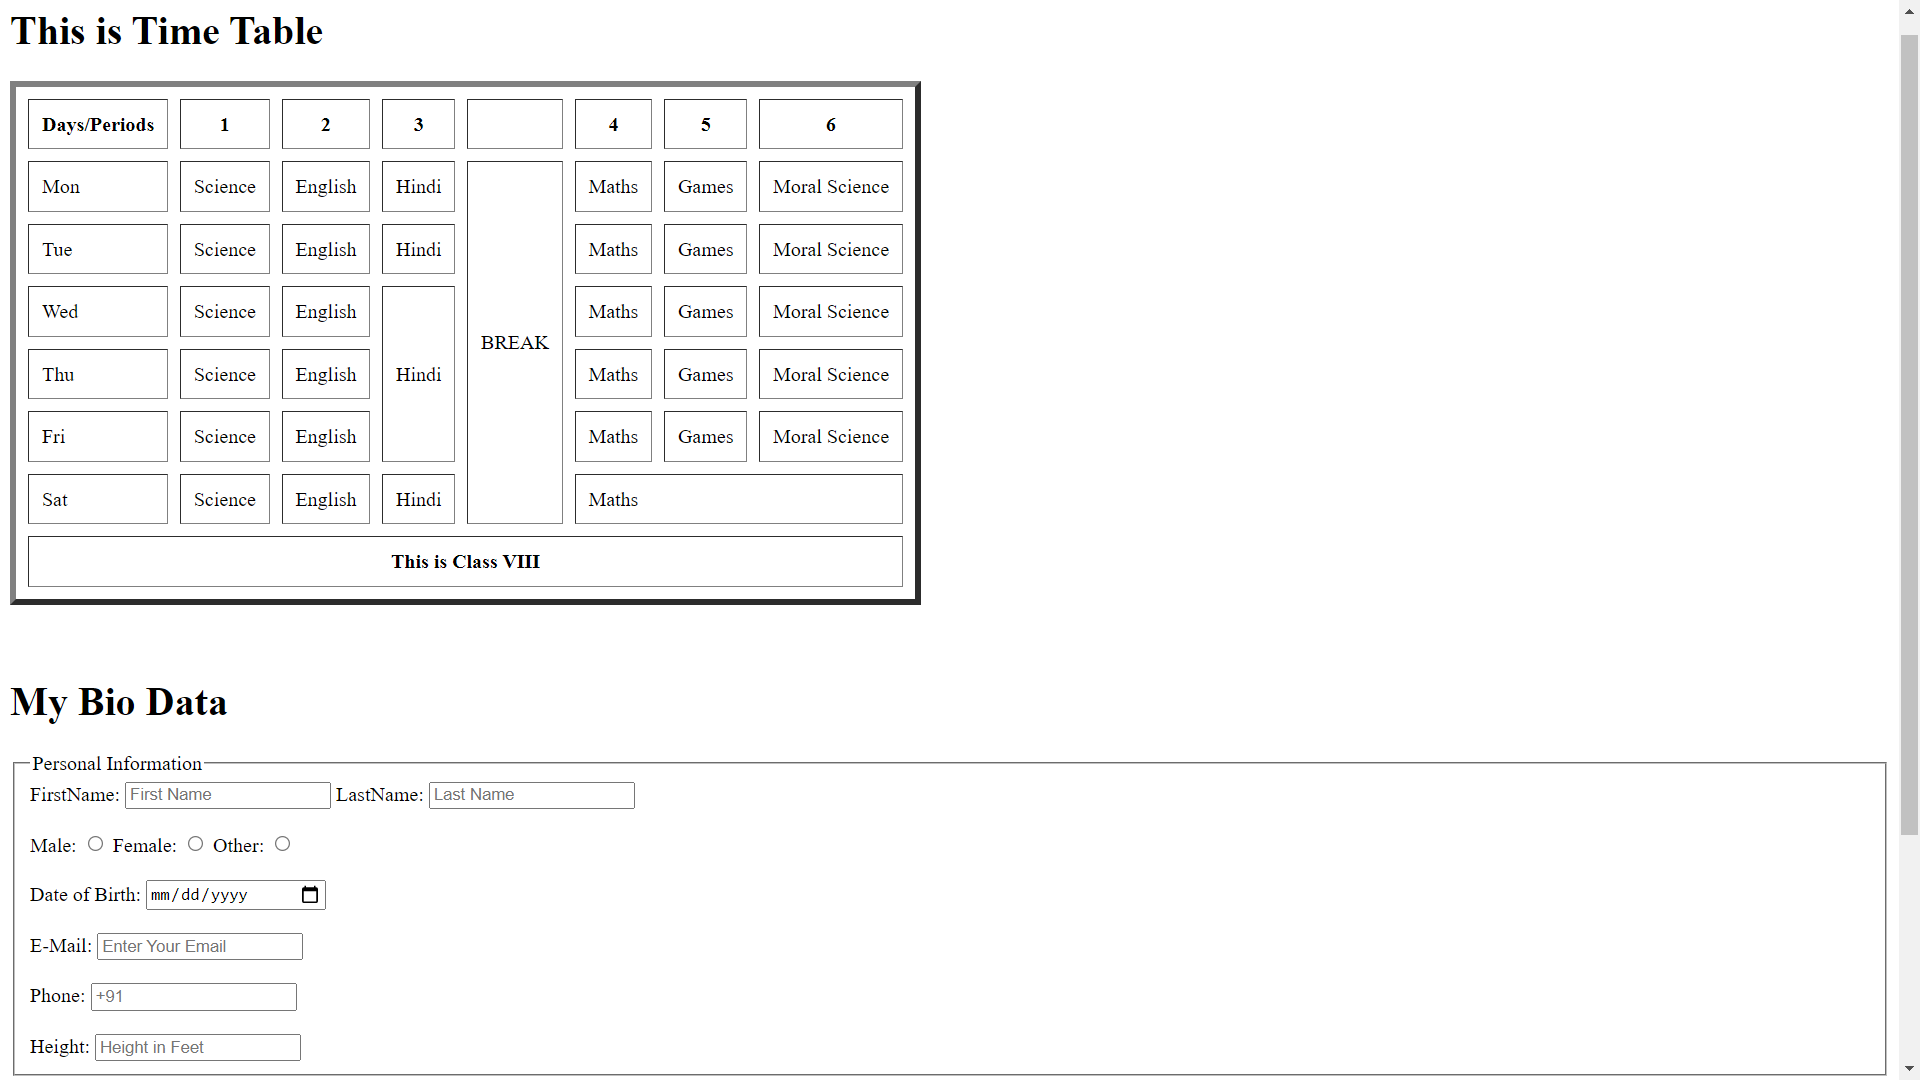 This is Time Table
Days/Periods 1 2 3 4 5 6
Mon Science English Hindi Maths Games Moral Science
Tue Science English Hindi Maths Games Moral Science
Wed Science English Maths Games Moral Science
BREAK
Thu Science English Hindi Maths Games Moral Science
Fri Science English Maths Games Moral Science
Sat Science English Hindi Maths
This is Class VIII
My Bio Data
Personal Information
FirstName: First Name LastName: Last Name
Male: Female: Other:
Date of Birth: mm/dd/yyyy
E-Mail: Enter Your Email
Phone: +91
Height: Height in Feet